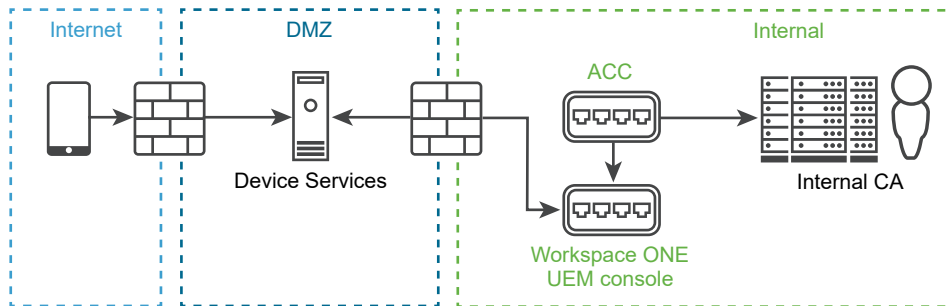 Internet
DMZ
Internal
ACC
Device Services
Internal CA
Workspace ONE
UEM console